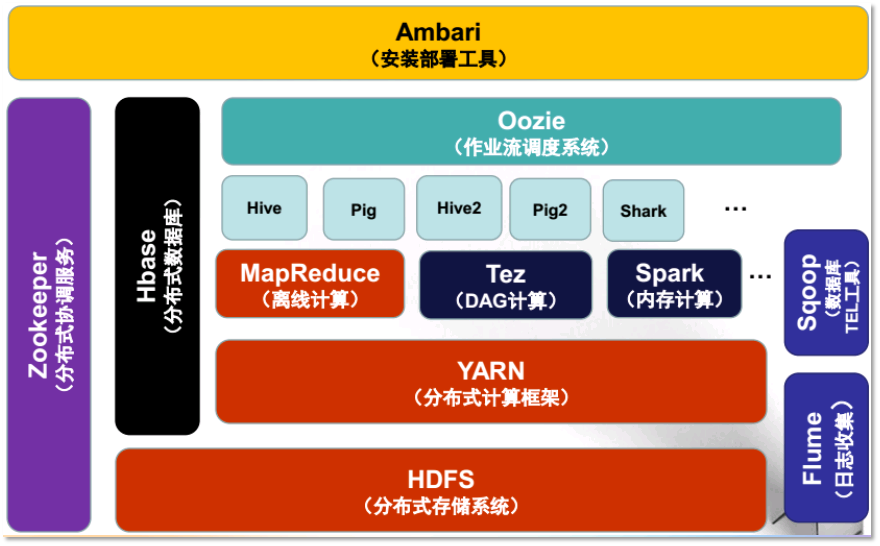 Ambari
（安装部署工具）
Zookeeper
（分布式协调服务）
Hbase
（分布式数据库）
Oozie
（作业流调度系统）
Hive
Pig
Hive2
Pig2
Shark
...
MapReduce
（离线计算）
Tez
（DAG计算）
Spark
（内存计算）
...
YARN
（分布式计算框架）
HDFS
（分布式存储系统）
Sqoop
（数据库
TEL工具）
Flume
（日志收集）